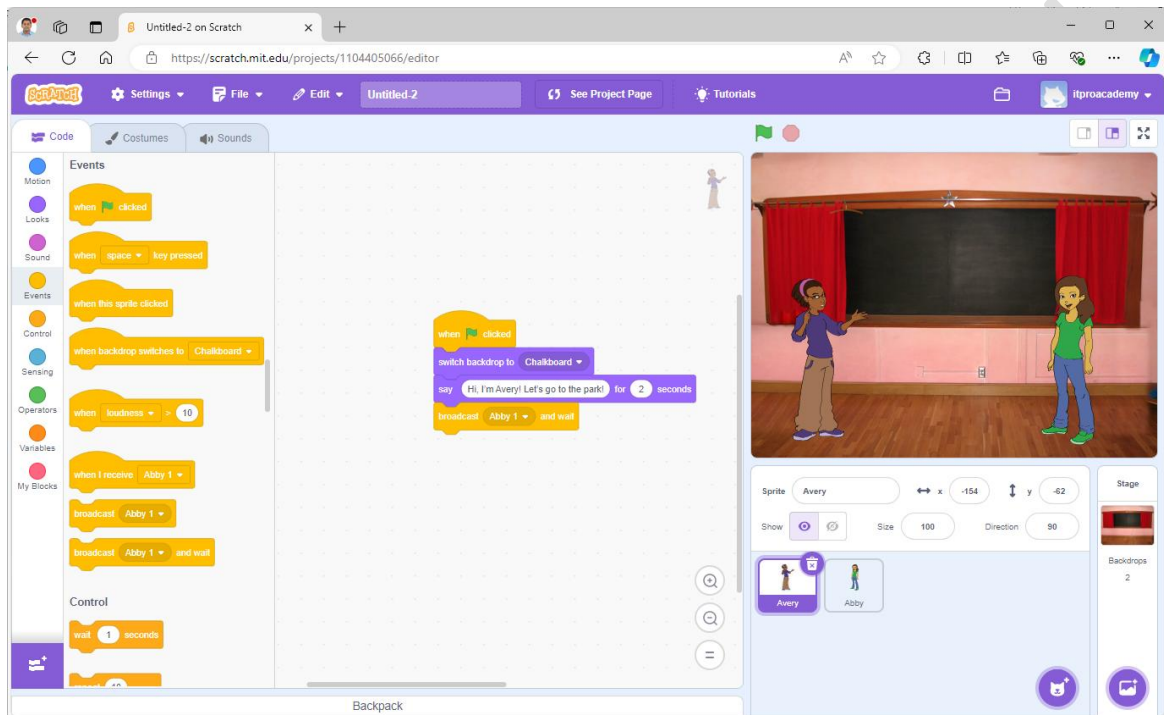 Untitled-2 on Scratch
https://scratch.mit.edu/projects/1104405066/editor
SCRATCH Settings File Edit Untitled-2 See Project Page Tutorials itproacademy
Code Costumes Sounds
Motion
Looks
Sound
Events
Control
Sensing
Operators
Variables
My Blocks
Events
when clicked
when space key pressed
when this sprite clicked
when backdrop switches to Chalkboard
when loudness > 10
when I receive Abby 1
broadcast Abby 1
broadcast Abby 1 and wait
Control
wait 1 seconds
when clicked
switch backdrop to Chalkboard
say Hi, I'm Avery! Let's go to the park! for 2 seconds
broadcast Abby 1 and wait
Sprite Avery x -154 y -62
Show Size 100 Direction 90
Avery
Abby
Stage
Backdrops
2
Backpack